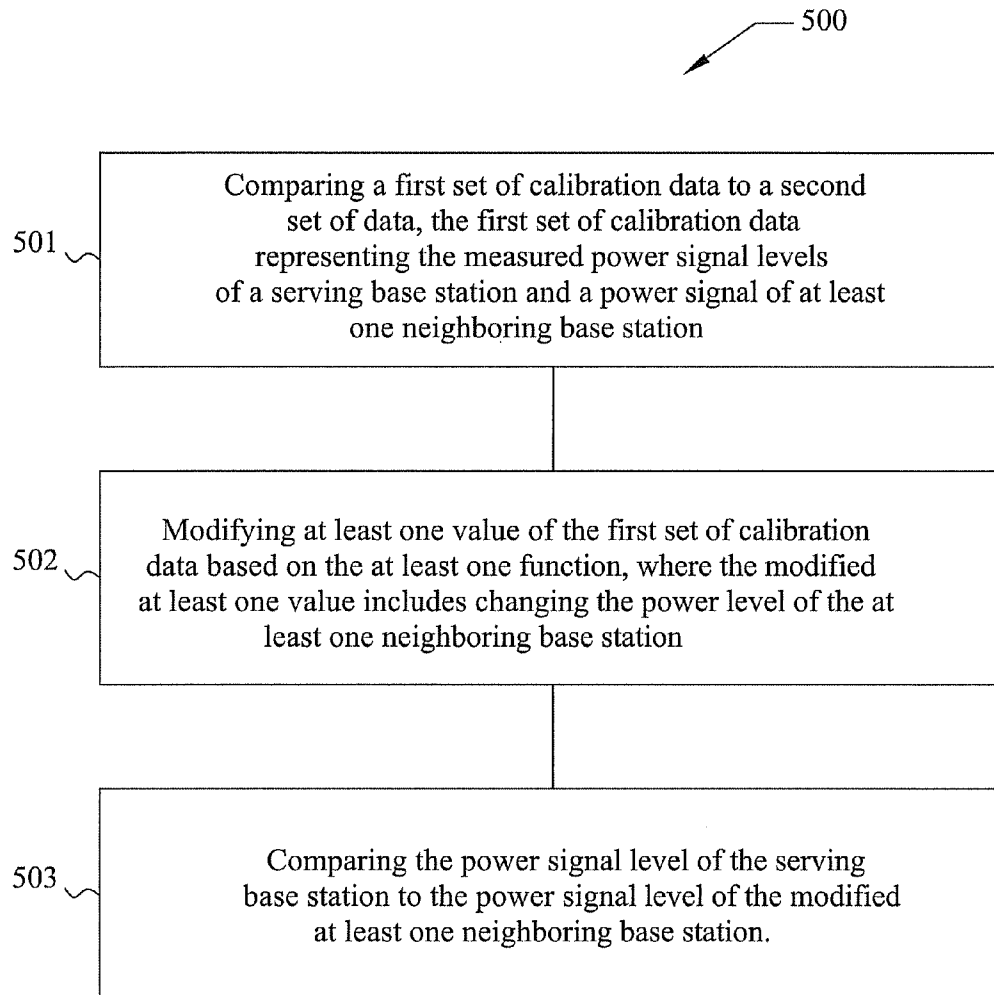 500
501
Comparing a first set of calibration data to a second
set of data, the first set of calibration data
representing the measured power signal levels
of a serving base station and a power signal of at least
one neighboring base station
502
Modifying at least one value of the first set of calibration
data based on the at least one function, where the modified
at least one value includes changing the power level of the at
least one neighboring base station
503
Comparing the power signal level of the serving
base station to the power signal level of the modified
at least one neighboring base station.